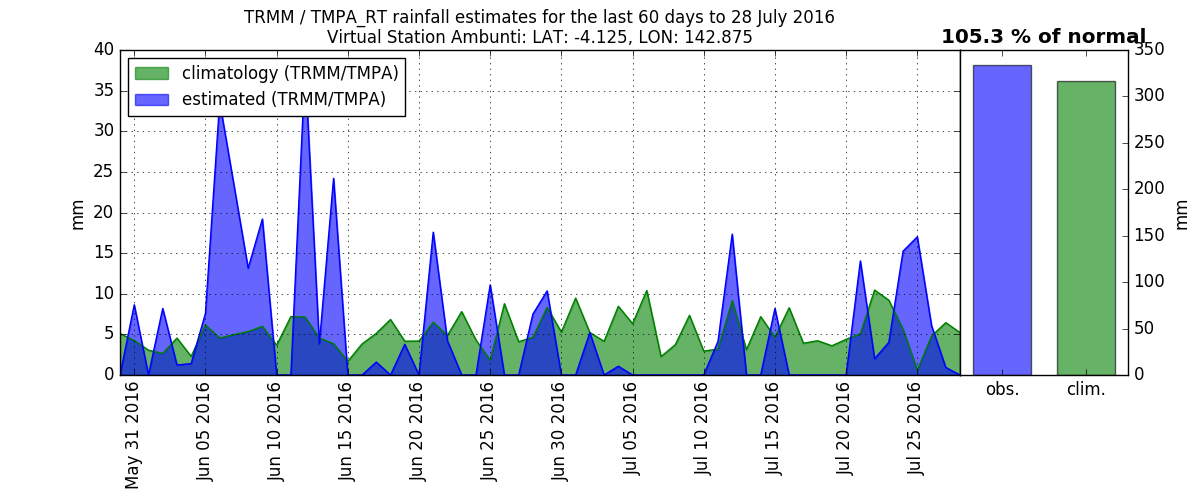 TRMM / TMPA_RT rainfall estimates for the last 60 days to 28 July 2016
Virtual Station Ambunti: LAT: -4.125, LON: 142.875
105.3 % of normal
climatology (TRMM/TMPA)
estimated (TRMM/TMPA)
40
35
30
25
20
15
10
5
0
mm
May 31 2016
Jun 05 2016
Jun 10 2016
Jun 15 2016
Jun 20 2016
Jun 25 2016
Jun 30 2016
Jul 05 2016
Jul 10 2016
Jul 15 2016
Jul 20 2016
Jul 25 2016
obs.
clim.
350
300
250
200
150
100
50
0
mm